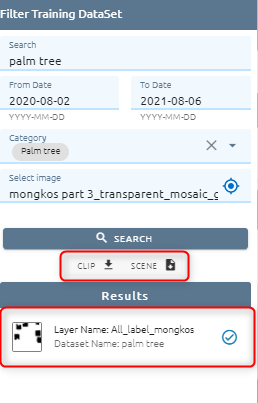 Filter Training DataSet
Search
palm tree
From Date
To Date
2020-08-02
2021-08-06
YYYY-MM-DD
YYYY-MM-DD
Category
Palm tree
Select image
mongkos part 3_transparent_mosaic_g
SEARCH
CLIP
SCENE
Results
Layer Name: All_label_mongkos
Dataset Name: palm tree